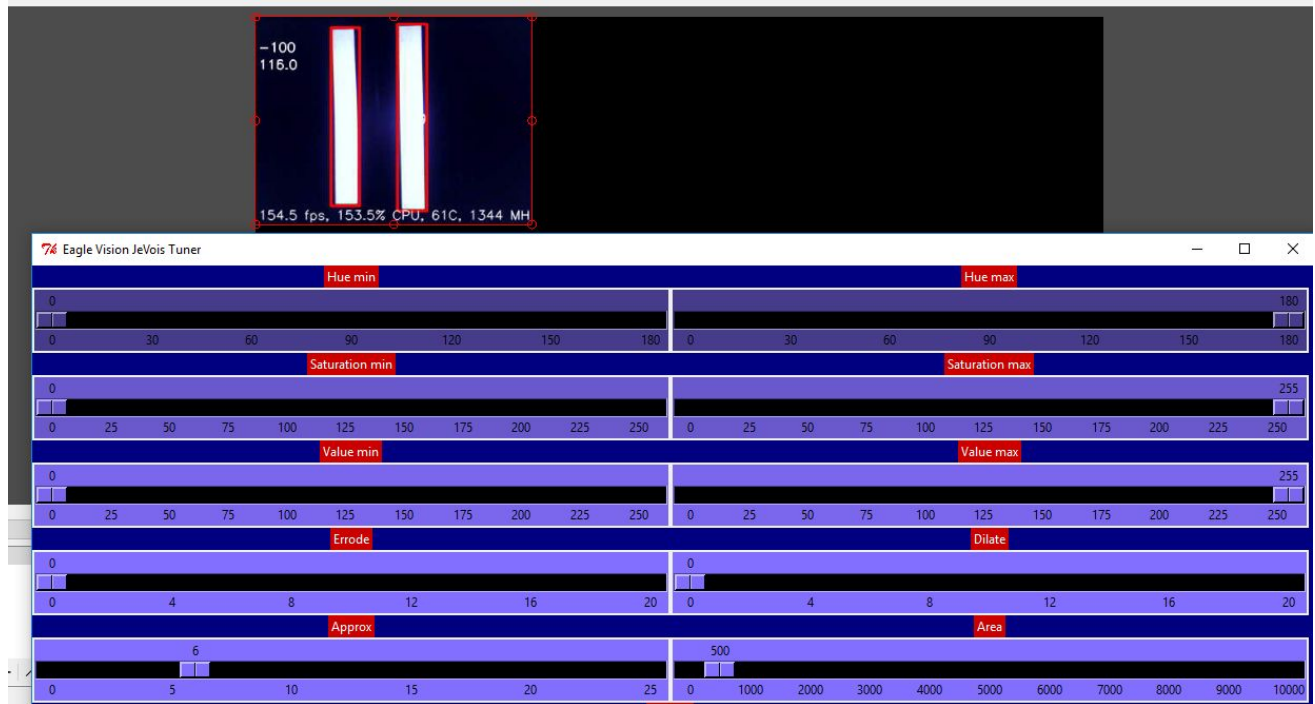 -100
115.0
154.5 fps, 153.5% CPU, 61C, 1344 MH
Eagle Vision JeVois Tuner
Hue min Hue max
0 180
0 30 60 90 120 150 180 0 30 60 90 120 150 180
Saturation min Saturation max
0 255
0 25 50 75 100 125 150 175 200 225 250 0 25 50 75 100 125 150 175 200 225 250
Value min Value max
0 255
0 25 50 75 100 125 150 175 200 225 250 0 25 50 75 100 125 150 175 200 225 250
Errode Dilate
0 0
0 4 8 12 16 20 0 4 8 12 16 20
Approx Area
6 500
0 5 10 15 20 25 0 1000 2000 3000 4000 5000 6000 7000 8000 9000 10000